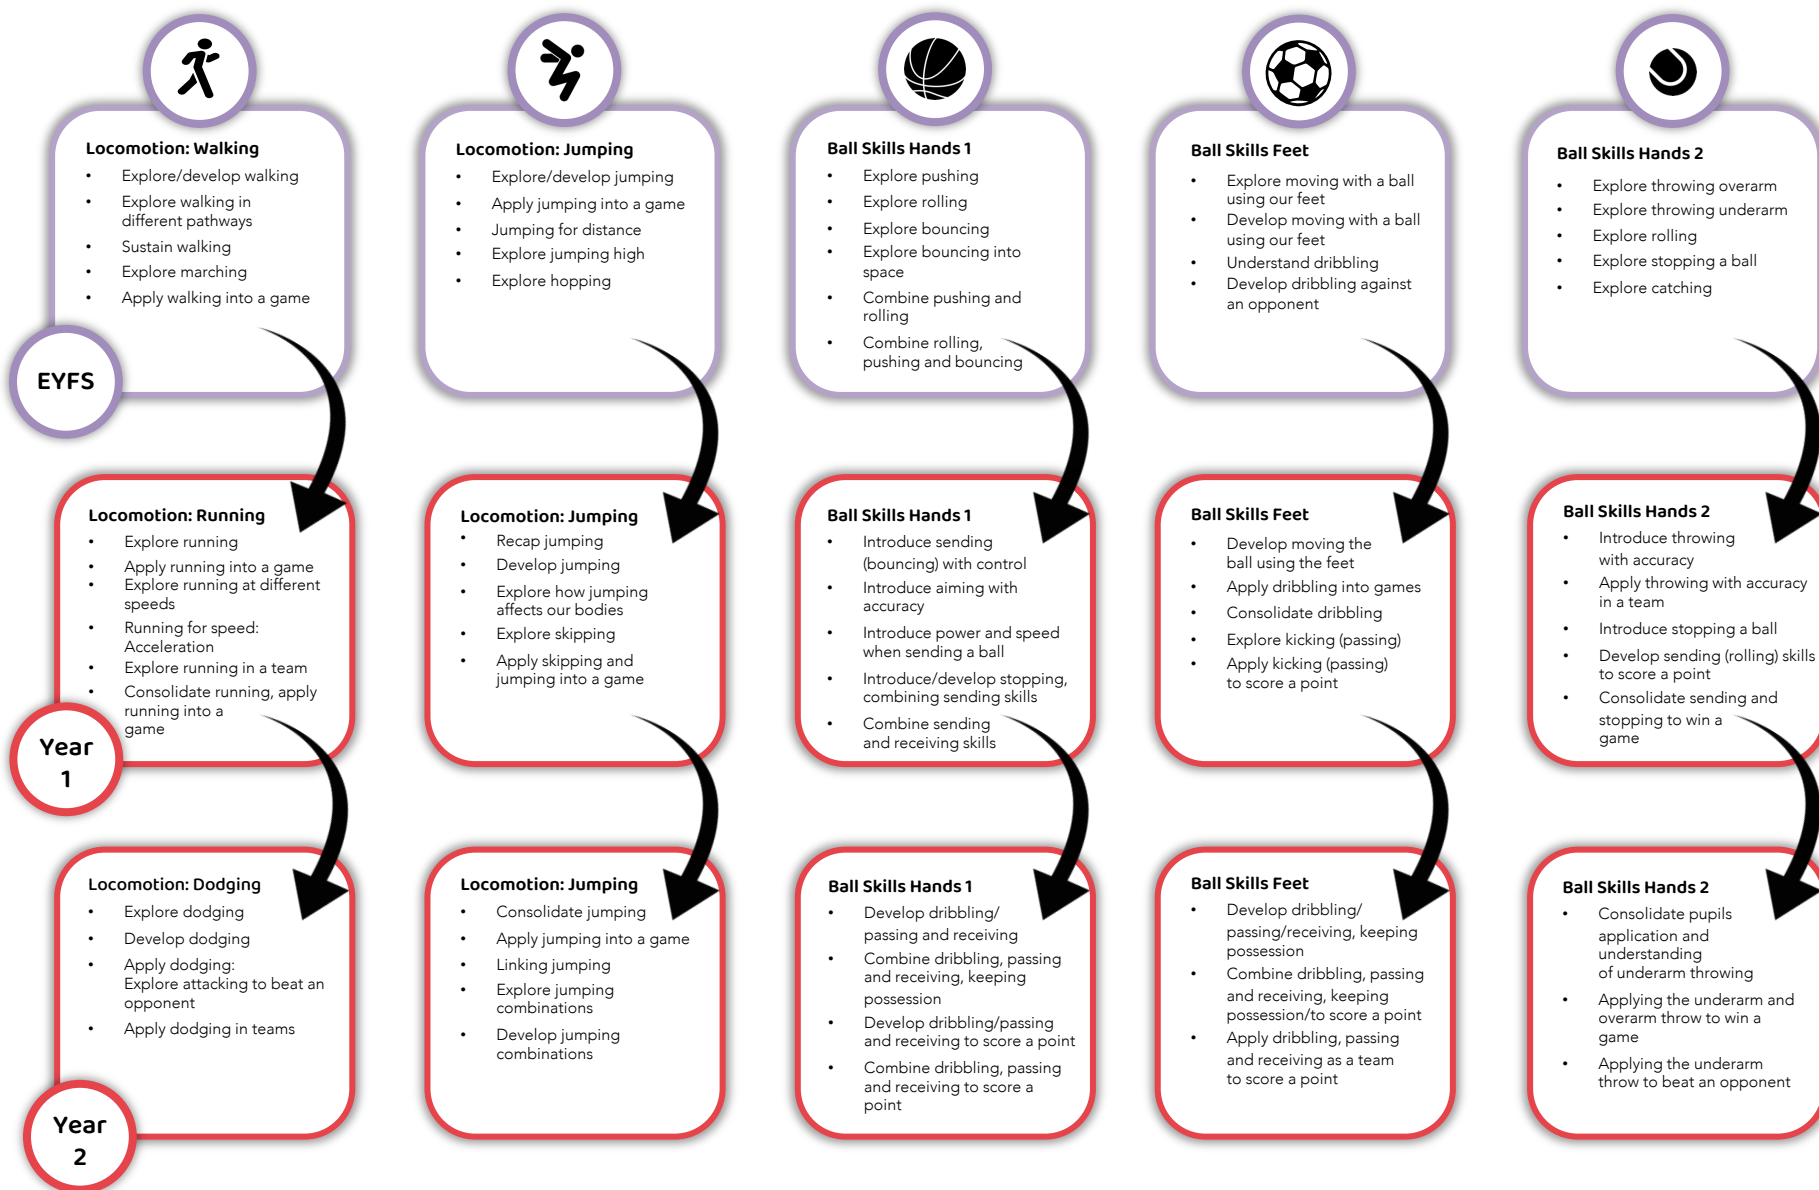 Locomotion: Walking
• Explore/develop walking
• Explore walking in
different pathways
• Sustain walking
• Explore marching
• Apply walking into a game
EYFS
Locomotion: Jumping
• Explore/develop jumping
• Apply jumping into a game
• Jumping for distance
• Explore jumping high
• Explore hopping
Ball Skills Hands 1
• Explore pushing
• Explore rolling
• Explore bouncing
• Explore bouncing into
space
• Combine pushing and
rolling
• Combine rolling,
pushing and bouncing
Ball Skills Feet
• Explore moving with a ball
using our feet
• Develop moving with a ball
using our feet
• Understand dribbling
• Develop dribbling against
an opponent
Ball Skills Hands 2
• Explore throwing overarm
• Explore throwing underarm
• Explore rolling
• Explore stopping a ball
• Explore catching
Locomotion: Running
• Explore running
• Apply running into a game
• Explore running at different
speeds
• Running for speed:
Acceleration
• Explore running in a team
• Consolidate running, apply
running into a
game
Year
1
Locomotion: Jumping
• Recap jumping
• Develop jumping
• Explore how jumping
affects our bodies
• Explore skipping
• Apply skipping and
jumping into a game
Ball Skills Hands 1
• Introduce sending
(bouncing) with control
• Introduce aiming with
accuracy
• Introduce power and speed
when sending a ball
• Introduce/develop stopping,
combining sending skills
• Combine sending
and receiving skills
Ball Skills Feet
• Develop moving the
ball using the feet
• Apply dribbling into games
• Consolidate dribbling
• Explore kicking (passing)
• Apply kicking (passing)
to score a point
Ball Skills Hands 2
• Introduce throwing
with accuracy
• Apply throwing with accuracy
in a team
• Introduce stopping a ball
• Develop sending (rolling) skills
to score a point
• Consolidate sending and
stopping to win a
game
Locomotion: Dodging
• Explore dodging
• Develop dodging
• Apply dodging:
Explore attacking to beat an
opponent
• Apply dodging in teams
Year
2
Locomotion: Jumping
• Consolidate jumping
• Apply jumping into a game
• Linking jumping
• Explore jumping
combinations
• Develop jumping
combinations
Ball Skills Hands 1
• Develop dribbling/
passing and receiving
• Combine dribbling, passing
and receiving, keeping
possession
• Develop dribbling/passing
and receiving to score a point
• Combine dribbling, passing
and receiving to score a
point
Ball Skills Feet
• Develop dribbling/
passing/receiving, keeping
possession
• Combine dribbling, passing
and receiving, keeping
possession/to score a point
• Apply dribbling, passing
and receiving as a team
to score a point
Ball Skills Hands 2
• Consolidate pupils
application and
understanding
of underarm throwing
• Applying the underarm and
overarm throw to win a
game
• Applying the underarm
throw to beat an opponent